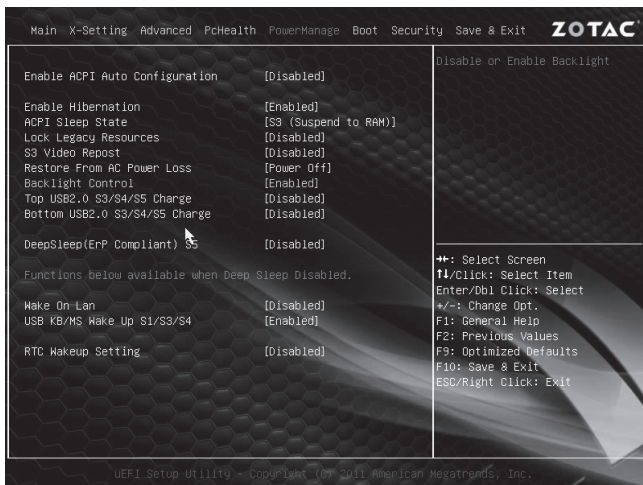 Main X-Setting Advanced PcHealth PowerManage Boot Security Save & Exit ZOTAC
Enable ACPI Auto Configuration [Disabled]
Enable Hibernation [Enabled]
ACPI Sleep State [S3 (Suspend to RAM)]
Lock Legacy Resources [Disabled]
S3 Video Repost [Disabled]
Restore From AC Power Loss [Power Off]
Backlight Control [Enabled]
Top USB2.0 S3/S4/S5 Charge [Disabled]
Bottom USB2.0 S3/S4/S5 Charge [Disabled]
DeepSleep(ErP Compliant) S5 [Disabled]
Functions below available when Deep Sleep Disabled.
Wake On Lan [Disabled]
USB KB/MS Wake Up S1/S3/S4 [Enabled]
RTC Wakeup Setting [Disabled]
Disable or Enable Backlight
→←: Select Screen
↑↓/Click: Select Item
Enter/Dbl Click: Select
+/-: Change Opt.
F1: General Help
F2: Previous Values
F9: Optimized Defaults
F10: Save & Exit
ESC/Right Click: Exit
UEFI Setup Utility - Copyright (C) 2011 American Megatrends, Inc.